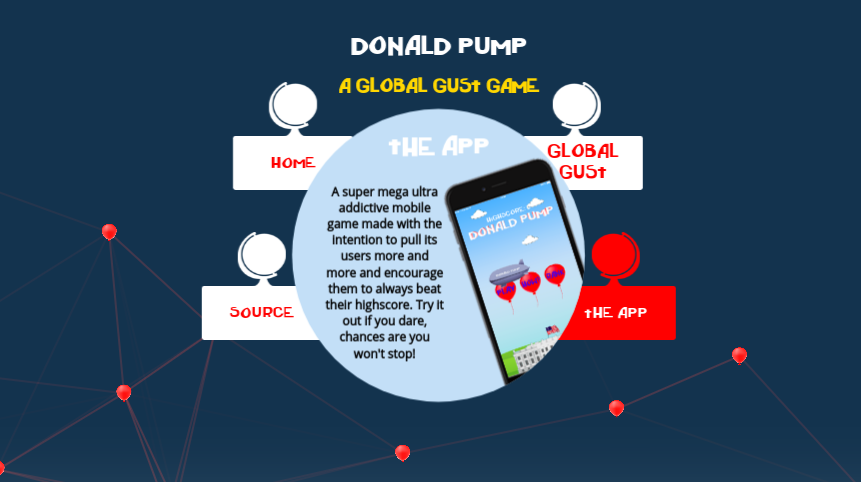 DONALD PUMP
A GLOBAL GUSt GAME
HOME
GLOBAL
GUSt
tHE APP
A super mega ultra
addictive mobile
game made with the
intention to pull its
users more and
more and encourage
them to always beat
their highscore. Try it
out if you dare,
chances are you
won't stop!
DONALD PUMP
SOURCE
tHE APP